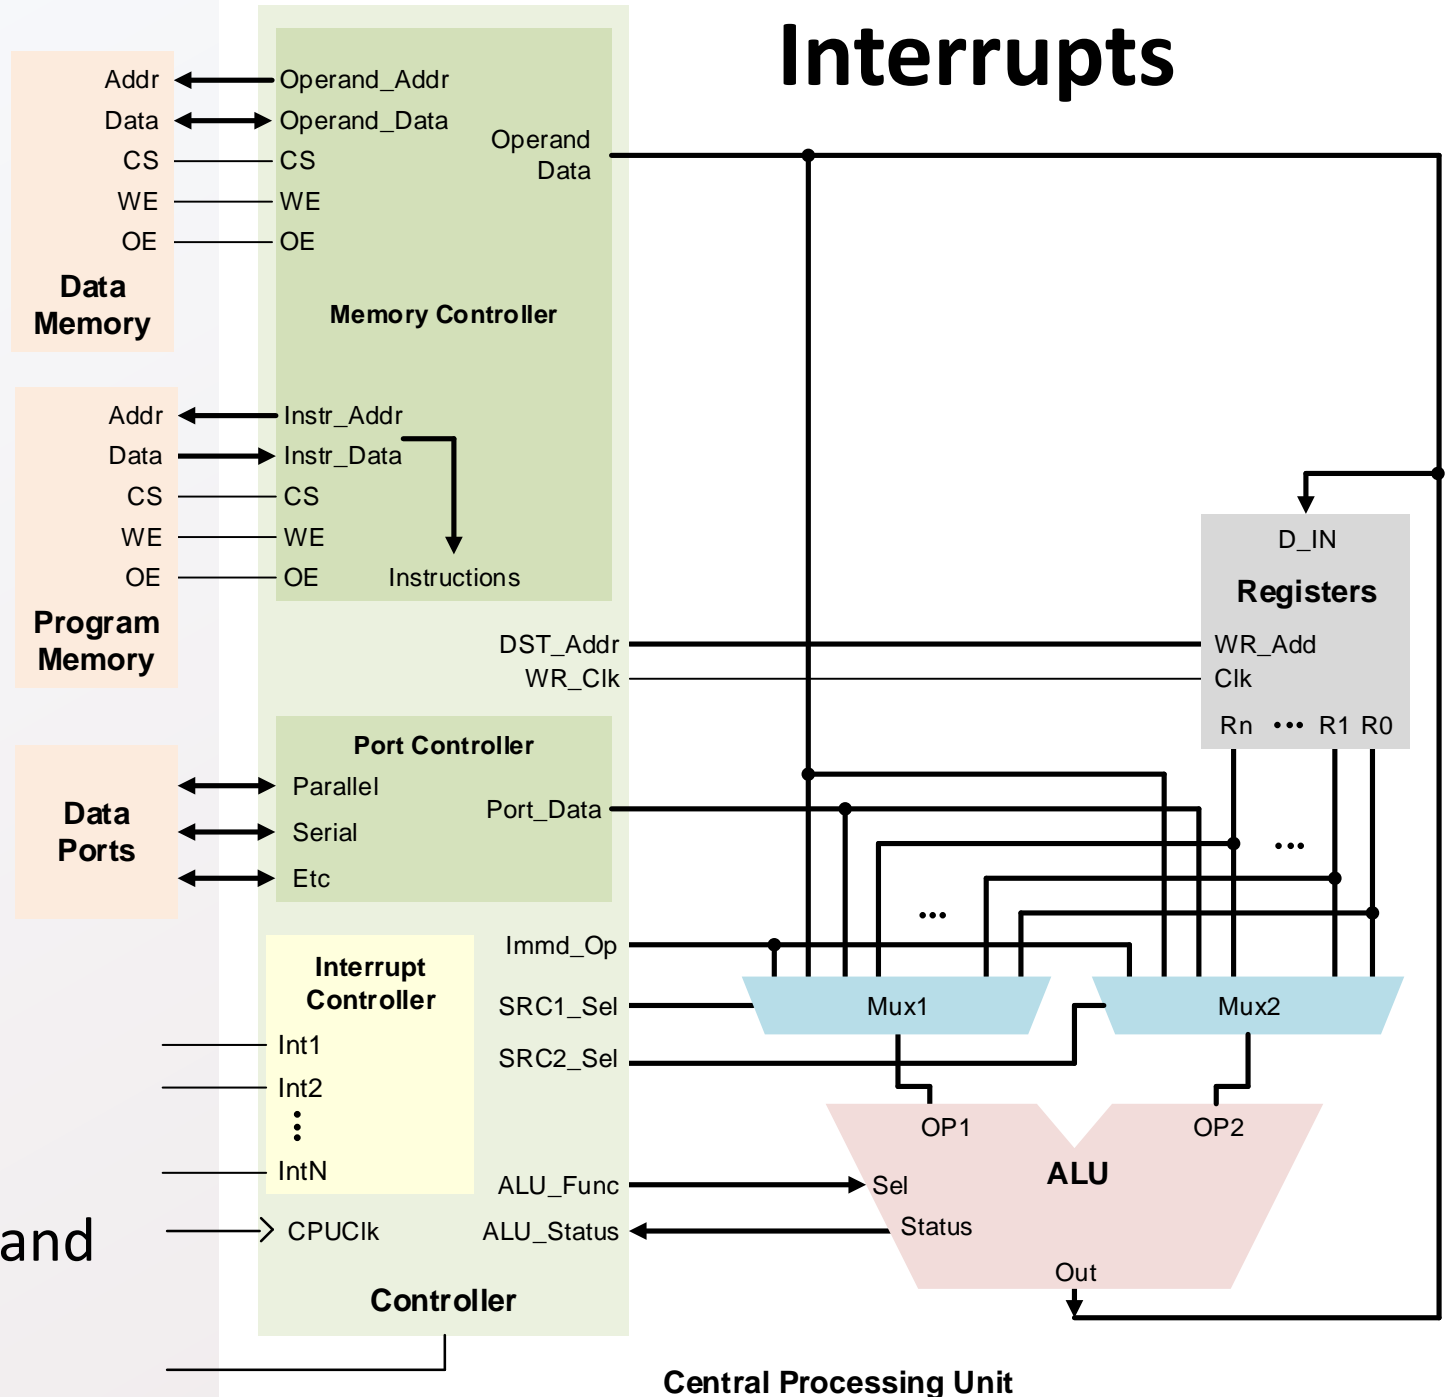 Interrupts
Addr
Data
CS
WE
OE
Data
Memory
Operand_Addr
Operand_Data
CS
WE
OE
Operand
Data
Memory Controller
Addr
Data
CS
WE
OE
Program
Memory
Instr_Addr
Instr_Data
CS
WE
OE
Instructions
DST_Addr
WR_Clk
D_IN
Registers
WR_Add
Clk
Rn ••• R1 R0
Data
Ports
Port Controller
Parallel
Serial
Etc
Port_Data
•••
•••
Interrupt
Controller
Int1
Int2
IntN
CPUClk
Immd_Op
SRC1_Sel
SRC2_Sel
ALU_Func
ALU_Status
Controller
Mux1
Mux2
OP1
OP2
ALU
Sel
Status
Out
and
Central Processing Unit